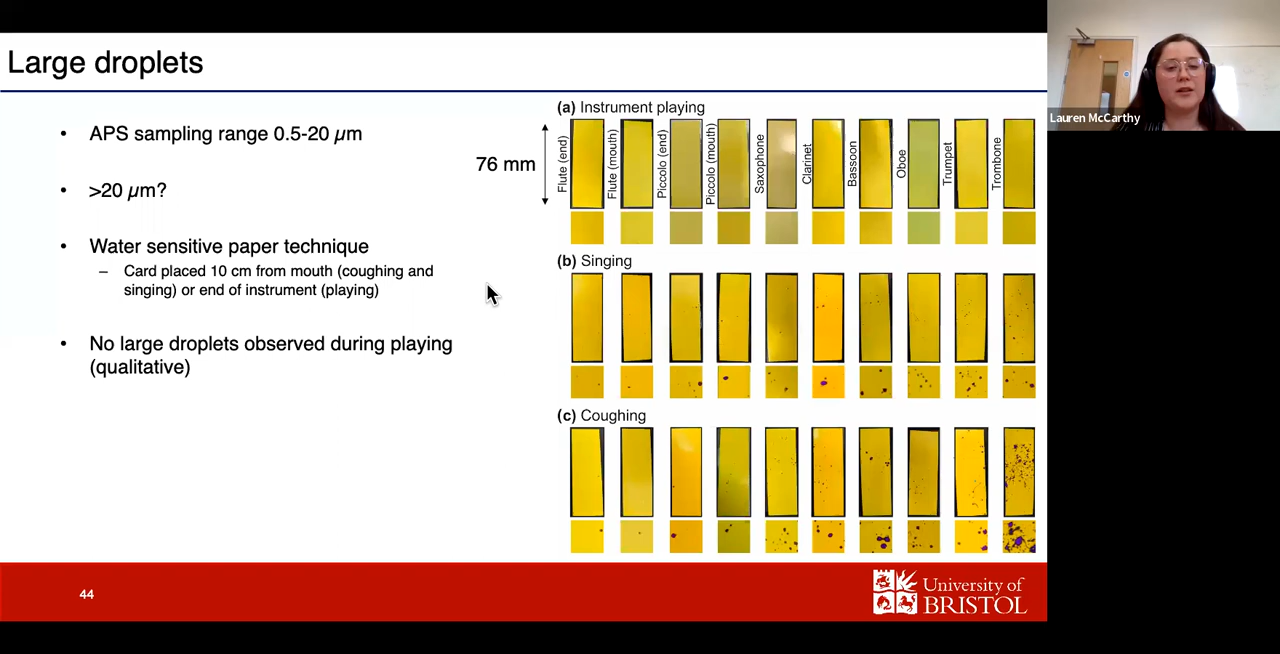 Large droplets
• APS sampling range 0.5-20 µm
• >20 µm?
• Water sensitive paper technique
– Card placed 10 cm from mouth (coughing and
singing) or end of instrument (playing)
• No large droplets observed during playing
(qualitative)
(a) Instrument playing
76 mm
Flute (end)
Flute (mouth)
Piccolo (end)
Piccolo (mouth)
Saxophone
Clarinet
Bassoon
Oboe
Trumpet
Trombone
(b) Singing
(c) Coughing
44
University of
BRISTOL
Lauren McCarthy